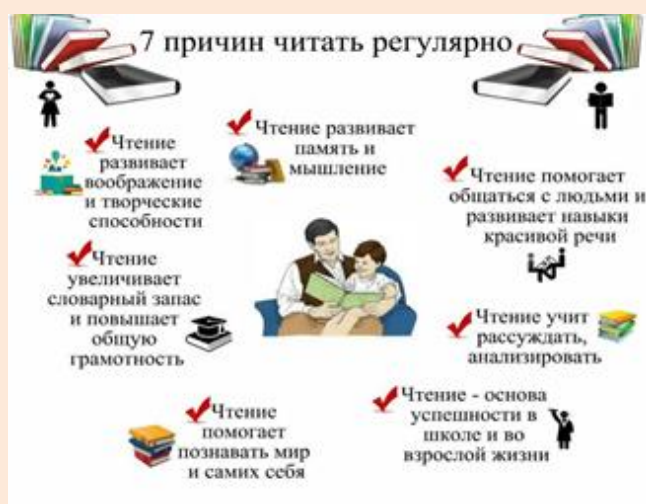 7 причин читать регулярно
Чтение
развивает
воображение
и творческие
способности
Чтение развивает
память и
мышление
Чтение помогает
общаться с людьми и
развивает навыки
красивой речи
Чтение
увеличивает
словарный запас
и повышает
общую
грамотность
Чтение учит
рассуждать,
анализировать
Чтение
помогает
познавать мир
и самих себя
Чтение - основа
успешности в
школе и во
взрослой жизни